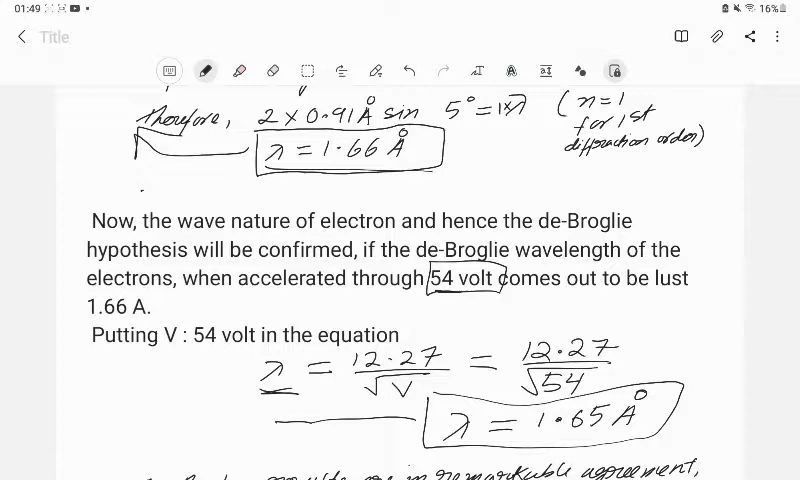 01:49
16%
Title
therefore, 2 × 0.91 Å sin 5° = 1×λ (n=1
for 1st
diffraction order)
λ = 1.66 Å
Now, the wave nature of electron and hence the de-Broglie
hypothesis will be confirmed, if the de-Broglie wavelength of the
electrons, when accelerated through 54 volt comes out to be lust
1.66 A.
Putting V : 54 volt in the equation
λ = 12.27 / √V = 12.27 / √54
λ = 1.65 Å
results are in remarkable agreement,